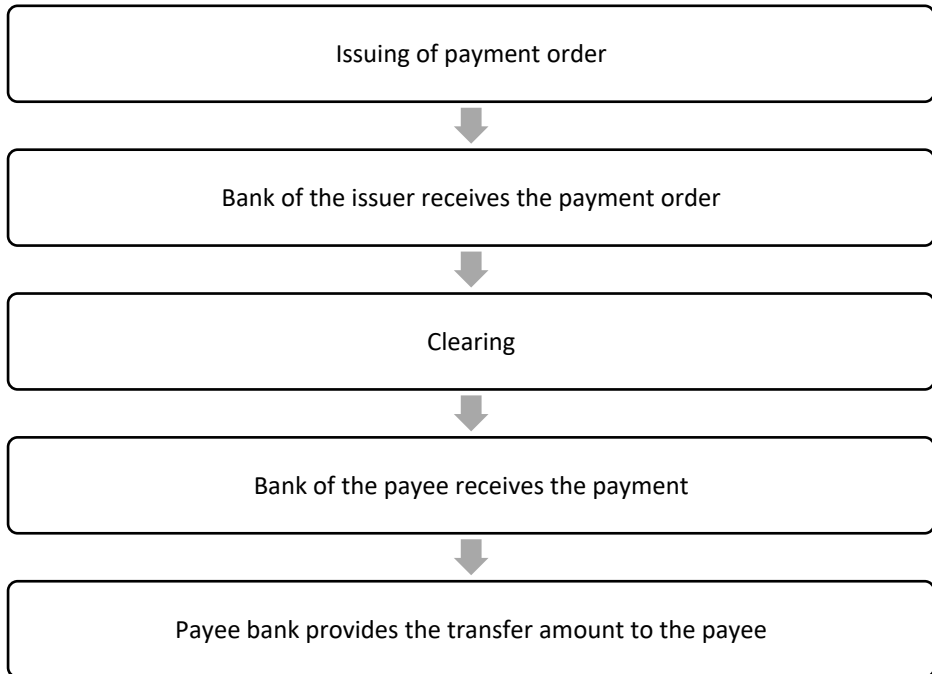 Issuing of payment order
Bank of the issuer receives the payment order
Clearing
Bank of the payee receives the payment
Payee bank provides the transfer amount to the payee